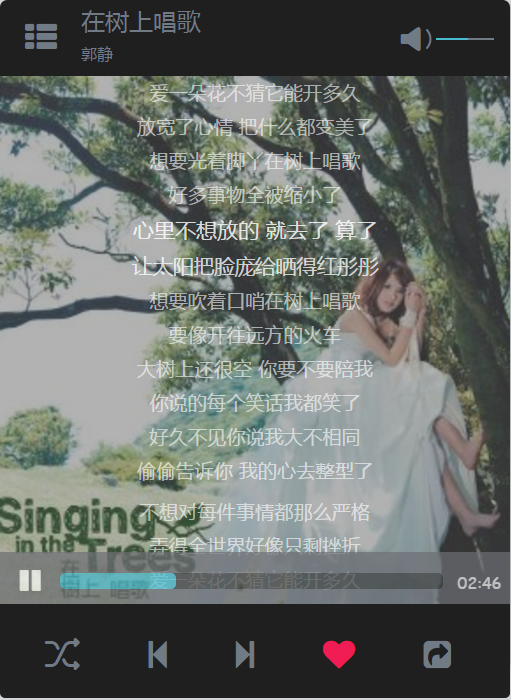 在树上唱歌
郭静
爱一朵花不猜它能开多久
放宽了心情 把什么都变美了
想要光着脚丫在树上唱歌
好多事物全被缩小了
心里不想放的 就去了 算了
让太阳把脸庞给哂得红彤彤
想要吹着口哨在树上唱歌
要像开往远方的火车
大树上还很空 你要不要陪我
你说的每个笑话我都笑了
好久不见你说我大不相同
偷偷告诉你 我的心去整型了
不想对每件事情都那么严格
弄得全世界好像只剩挫折
爱一朵花不猜它能开多久
Singing
in the Trees
在
樹上 唱歌
02:46